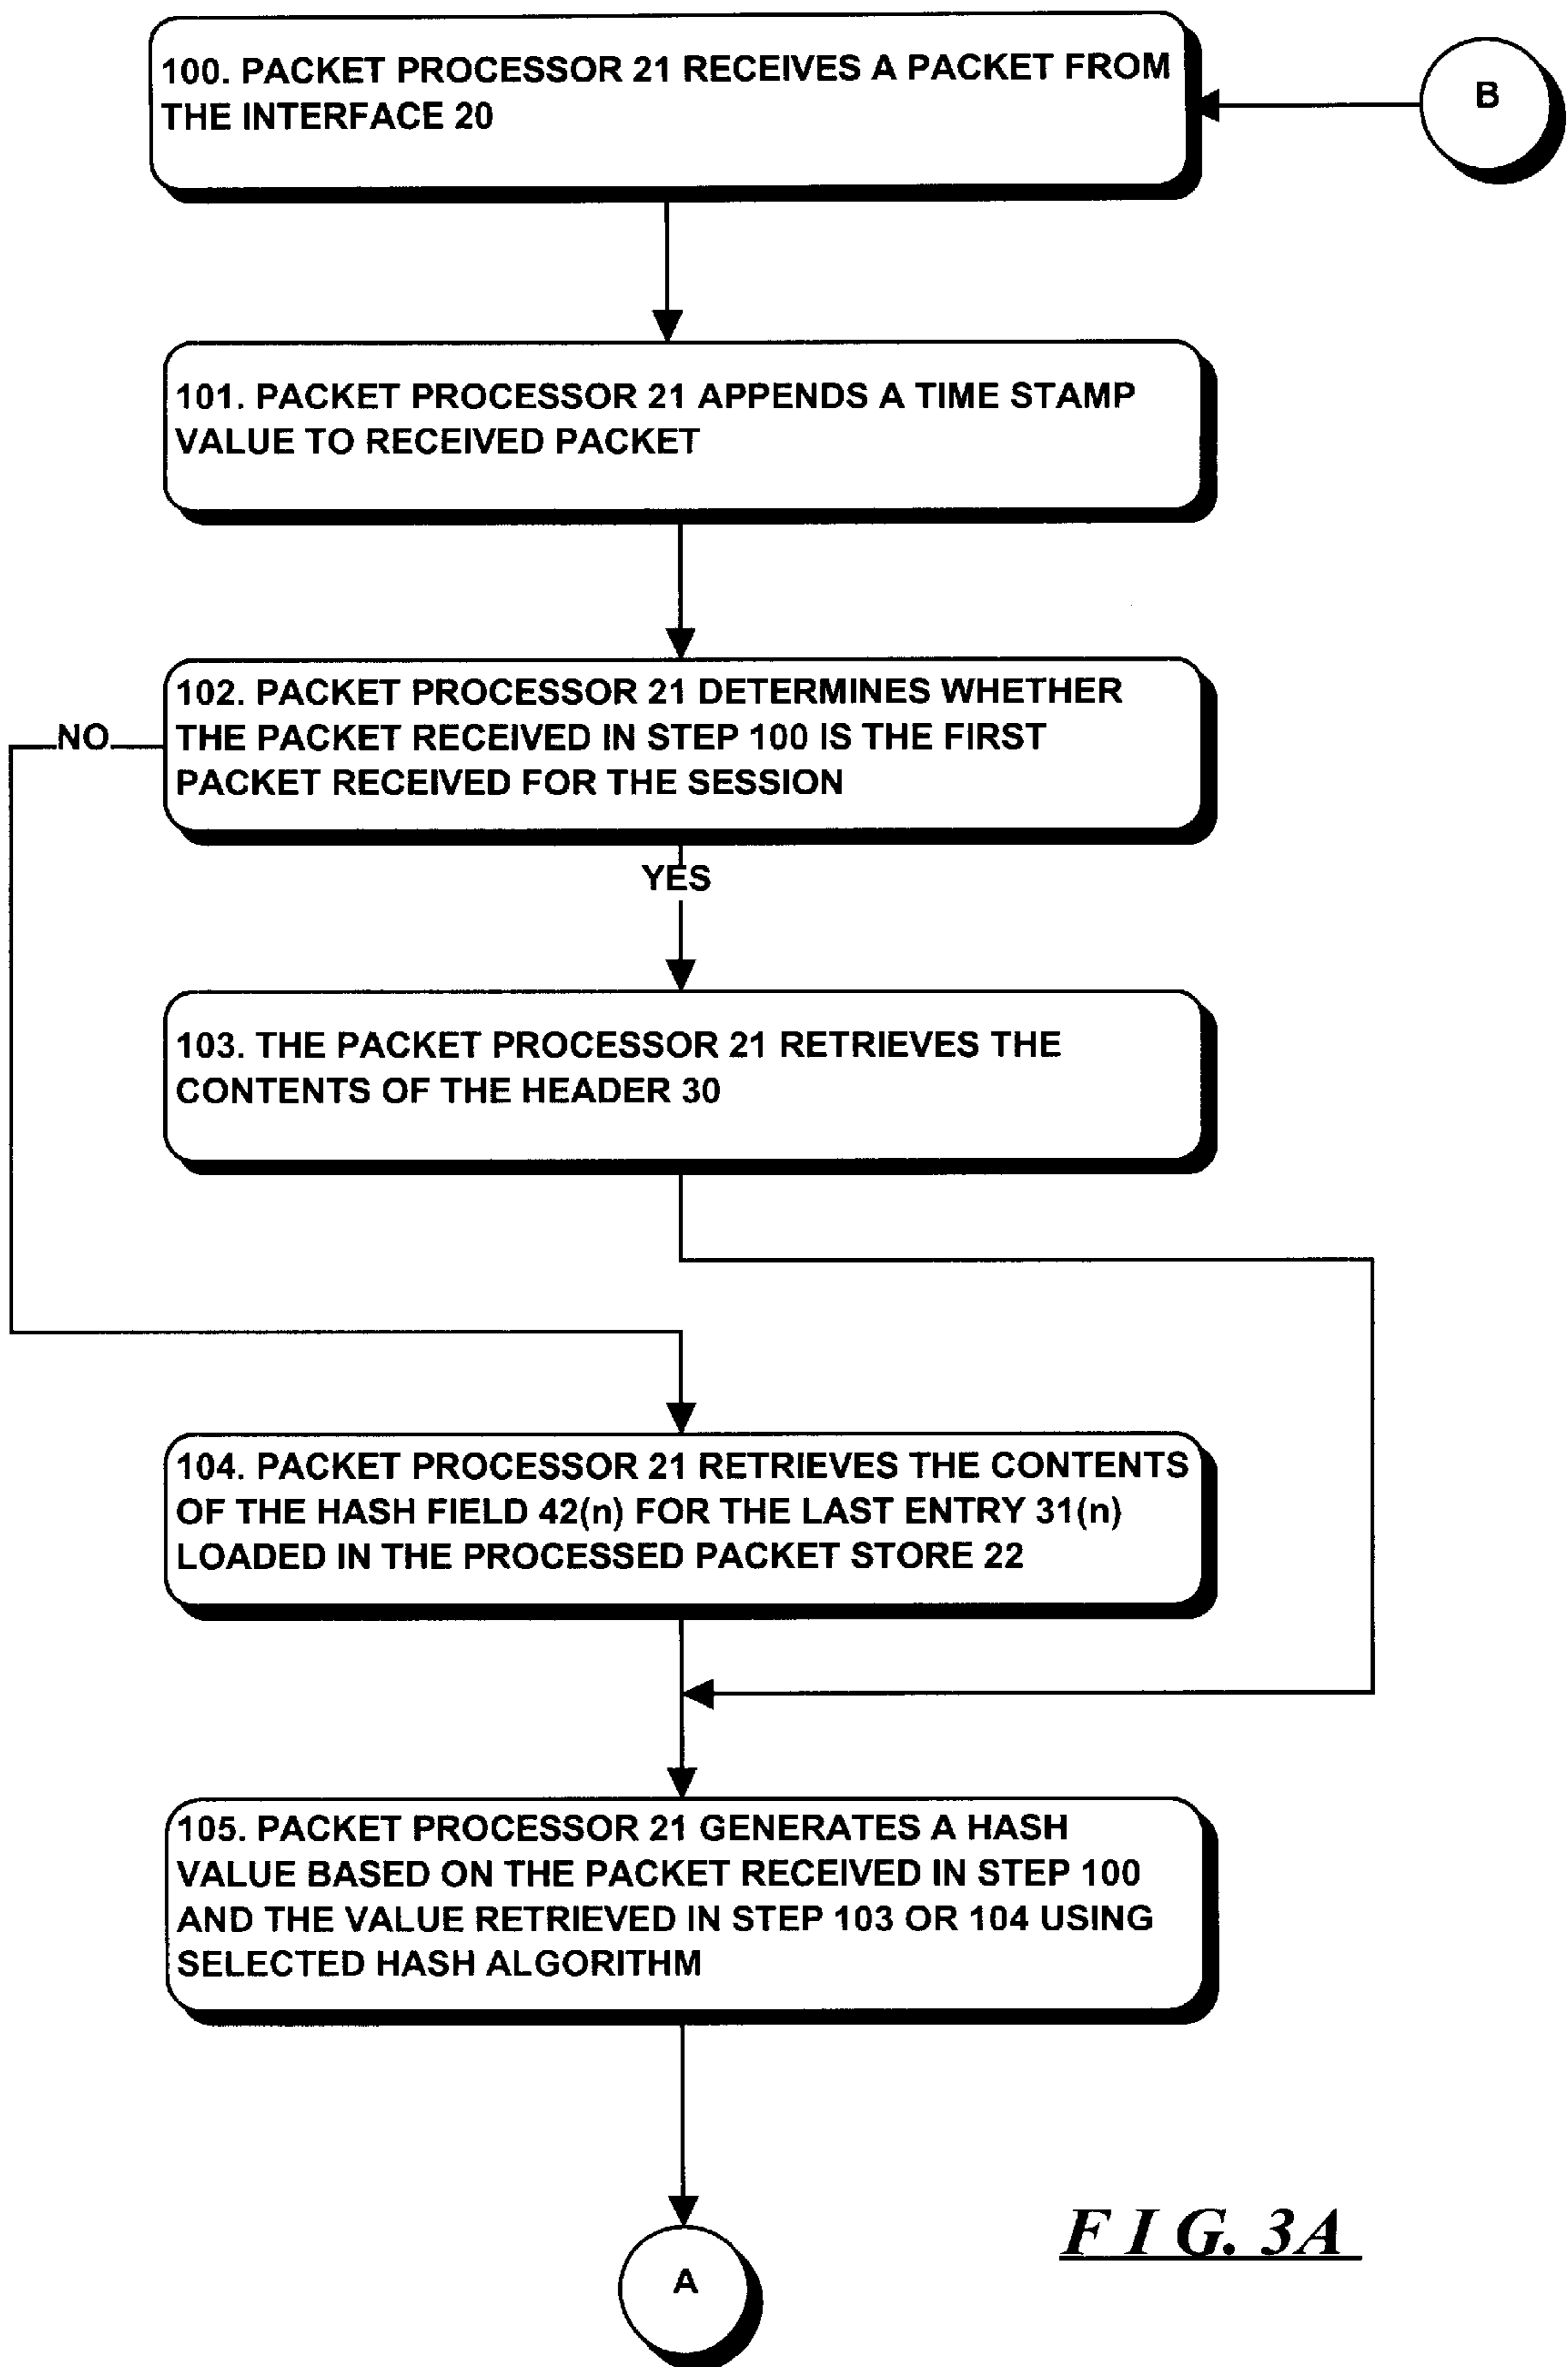 100. PACKET PROCESSOR 21 RECEIVES A PACKET FROM
THE INTERFACE 20
B
101. PACKET PROCESSOR 21 APPENDS A TIME STAMP
VALUE TO RECEIVED PACKET
102. PACKET PROCESSOR 21 DETERMINES WHETHER
THE PACKET RECEIVED IN STEP 100 IS THE FIRST
PACKET RECEIVED FOR THE SESSION
NO
YES
103. THE PACKET PROCESSOR 21 RETRIEVES THE
CONTENTS OF THE HEADER 30
104. PACKET PROCESSOR 21 RETRIEVES THE CONTENTS
OF THE HASH FIELD 42(n) FOR THE LAST ENTRY 31(n)
LOADED IN THE PROCESSED PACKET STORE 22
105. PACKET PROCESSOR 21 GENERATES A HASH
VALUE BASED ON THE PACKET RECEIVED IN STEP 100
AND THE VALUE RETRIEVED IN STEP 103 OR 104 USING
SELECTED HASH ALGORITHM
A
F I G. 3A